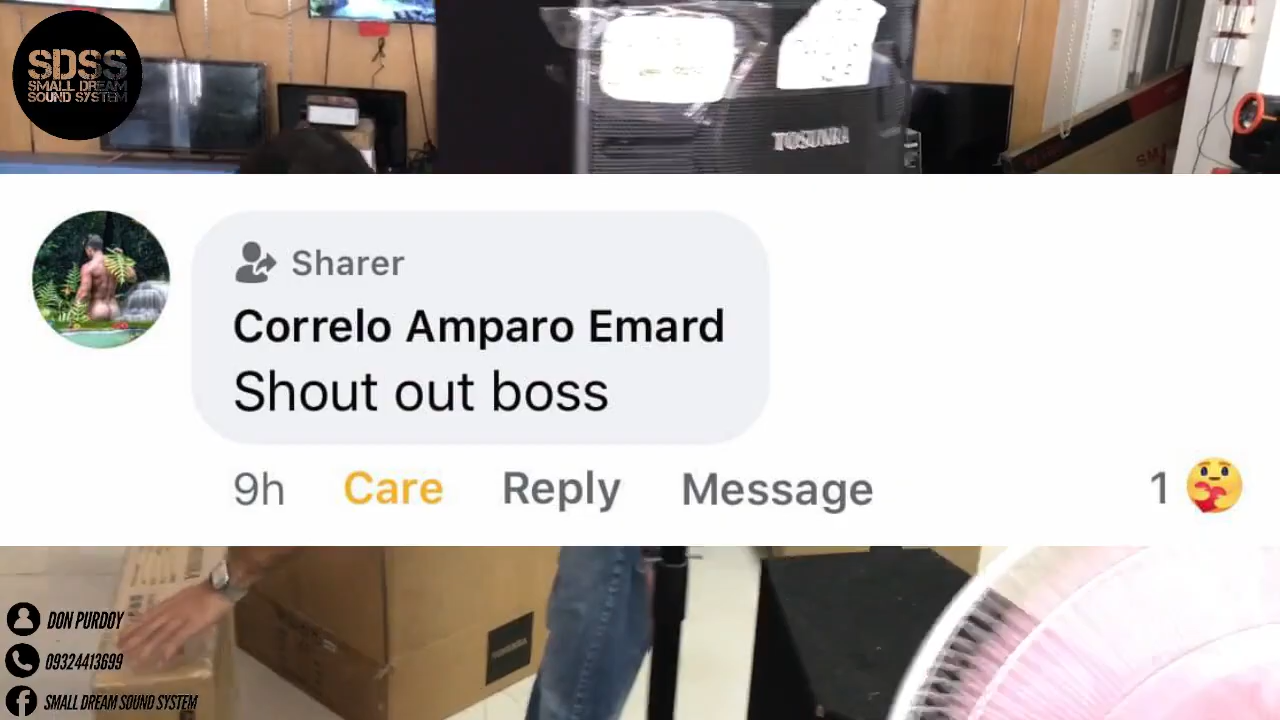 SDSS
SMALL DREAM
SOUND SYSTEM
TOSUNRA
Sharer
Correlo Amparo Emard
Shout out boss
9h Care Reply Message 1
DON PURDOY
09324413699
SMALL DREAM SOUND SYSTEM